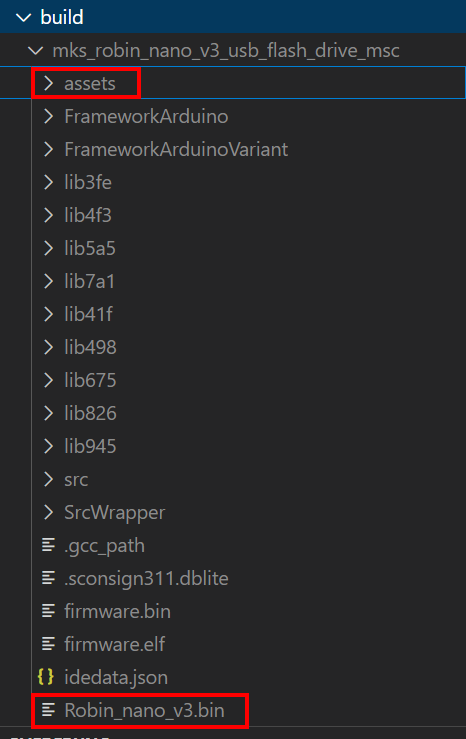 build
mks_robin_nano_v3_usb_flash_drive_msc
assets
FrameworkArduino
FrameworkArduinoVariant
lib3fe
lib4f3
lib5a5
lib7a1
lib41f
lib498
lib675
lib826
lib945
src
SrcWrapper
.gcc_path
.sconsign311.dblite
firmware.bin
firmware.elf
{} idedata.json
Robin_nano_v3.bin